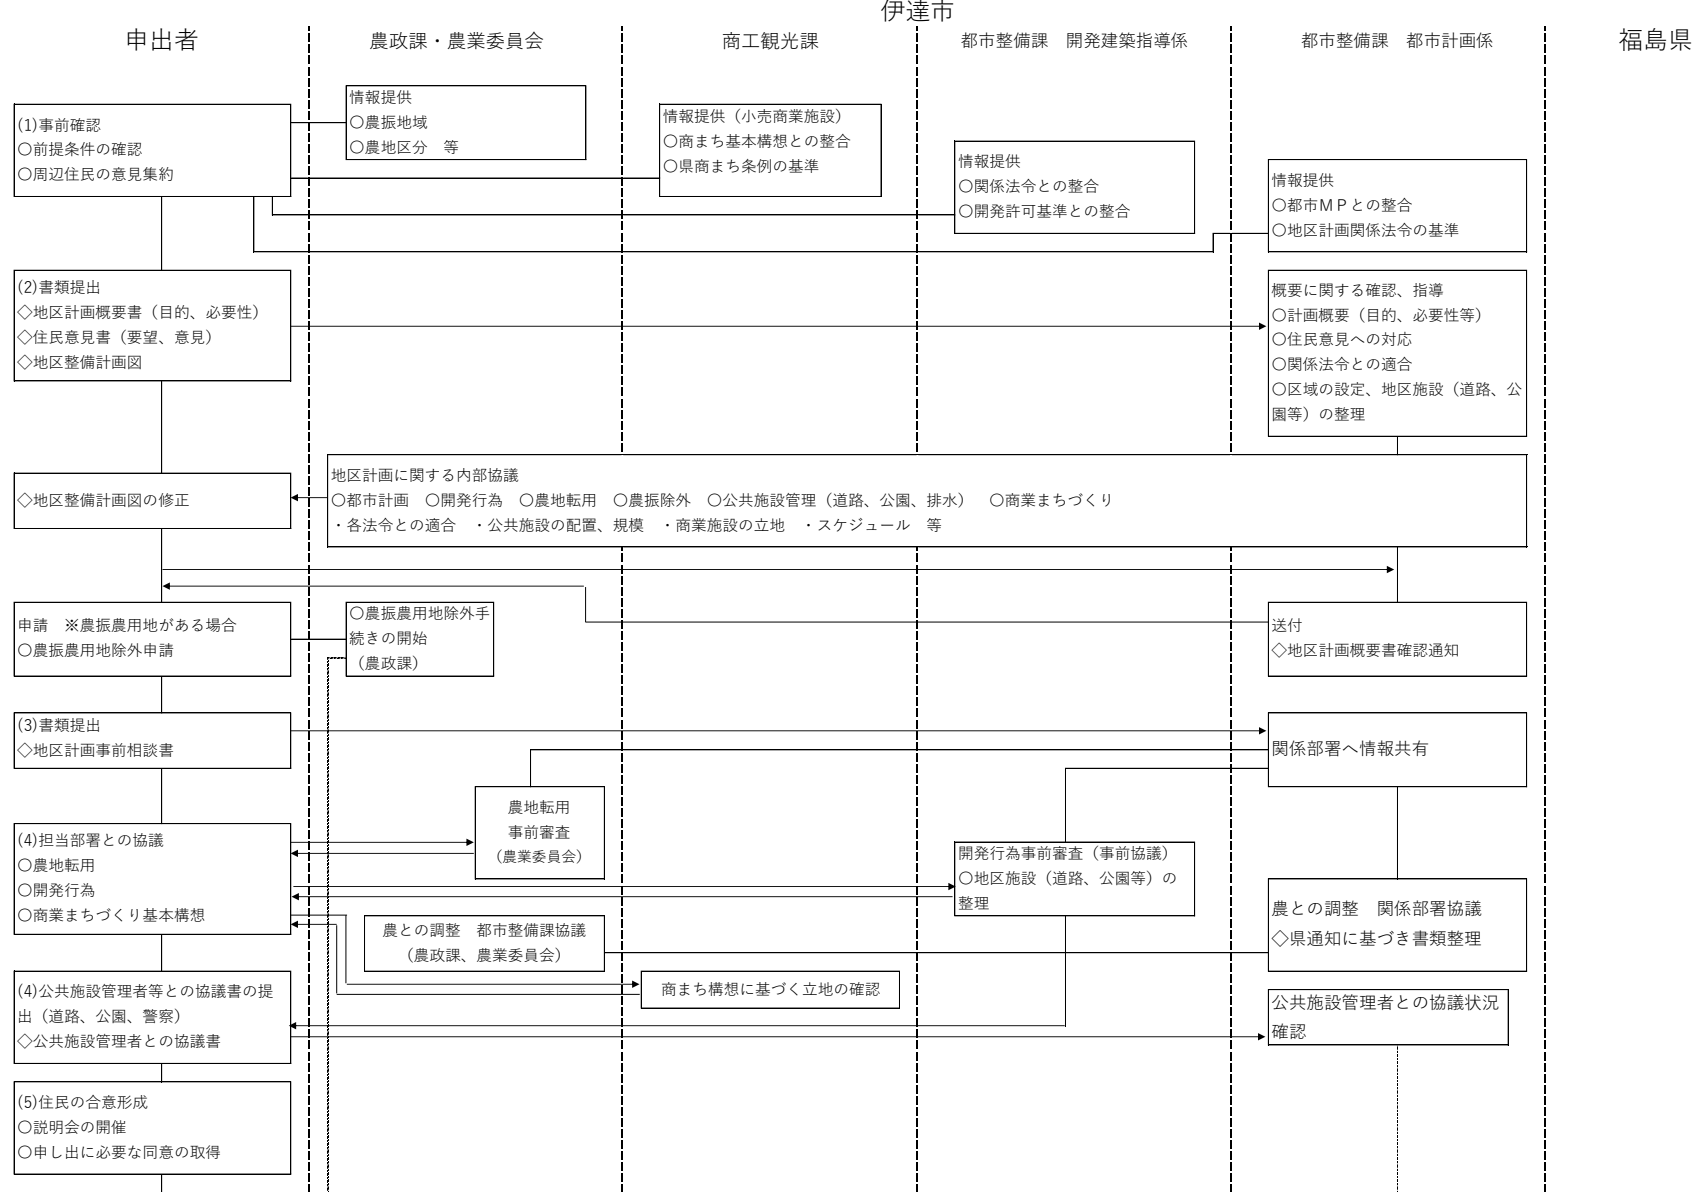 伊達市
申出者
農政課・農業委員会
商工観光課
都市整備課　開発建築指導係
都市整備課　都市計画係
福島県
(1)事前確認
○前提条件の確認
○周辺住民の意見集約
情報提供
○農振地域
○農地区分　等
情報提供（小売商業施設）
○商まち基本構想との整合
○県商まち条例の基準
情報提供
○関係法令との整合
○開発許可基準との整合
情報提供
○都市ＭＰとの整合
○地区計画関係法令の基準
(2)書類提出
◇地区計画概要書（目的、必要性）
◇住民意見書（要望、意見）
◇地区整備計画図
概要に関する確認、指導
○計画概要（目的、必要性等）
○住民意見への対応
○関係法令との適合
○区域の設定、地区施設（道路、公
園等）の整理
◇地区整備計画図の修正
地区計画に関する内部協議
○都市計画　○開発行為　○農地転用　○農振除外　○公共施設管理（道路、公園、排水）　○商業まちづくり
・各法令との適合　・公共施設の配置、規模　・商業施設の立地　・スケジュール　等
申請　※農振農用地がある場合
○農振農用地除外申請
○農振農用地除外手
続きの開始
（農政課）
送付
◇地区計画概要書確認通知
(3)書類提出
◇地区計画事前相談書
関係部署へ情報共有
農地転用
事前審査
（農業委員会）
(4)担当部署との協議
○農地転用
○開発行為
○商業まちづくり基本構想
開発行為事前審査（事前協議）
○地区施設（道路、公園等）の
整理
農との調整　都市整備課協議
（農政課、農業委員会）
農との調整　関係部署協議
◇県通知に基づき書類整理
商まち構想に基づく立地の確認
(4)公共施設管理者等との協議書の提
出（道路、公園、警察）
◇公共施設管理者との協議書
公共施設管理者との協議状況
確認
(5)住民の合意形成
○説明会の開催
○申し出に必要な同意の取得